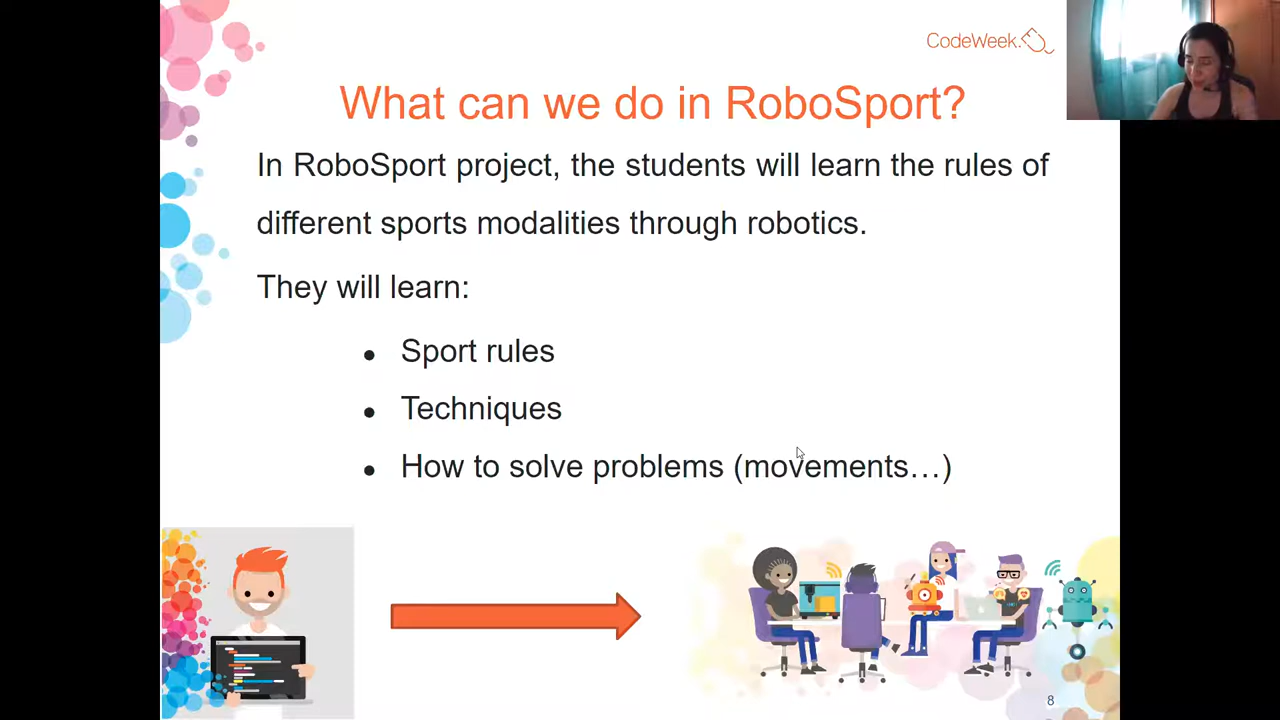 CodeWeek.
What can we do in RoboSport?
In RoboSport project, the students will learn the rules of
different sports modalities through robotics.
They will learn:
● Sport rules
● Techniques
● How to solve problems (movements…)
8